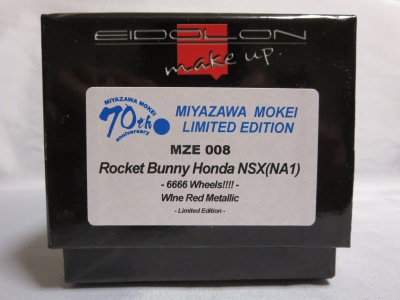 EIDOLON
make up.
MIYAZAWA MOKEI
70th
anniversary
MIYAZAWA MOKEI
LIMITED EDITION
MZE 008
Rocket Bunny Honda NSX(NA1)
- 6666 Wheels!!!! -
WIne Red Metallic
- Limited Edition -